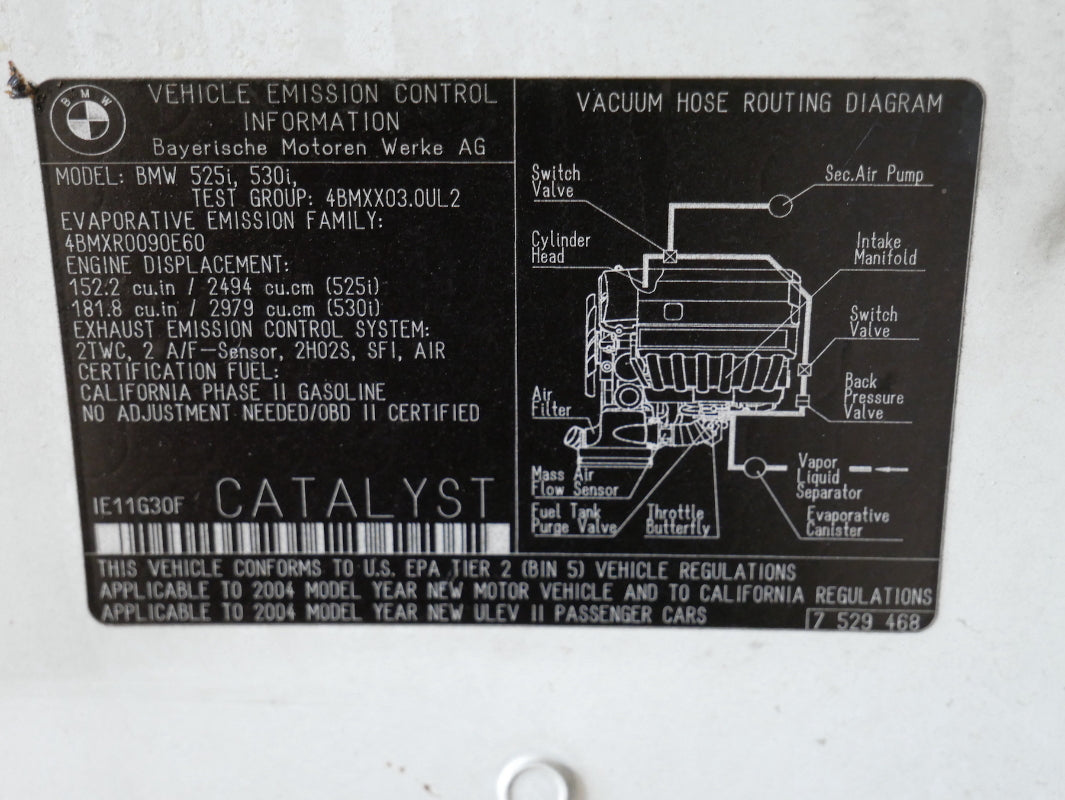 BMW
VEHICLE EMISSION CONTROL
INFORMATION
Bayerische Motoren Werke AG
MODEL: BMW 525i, 530i,
TEST GROUP: 4BMXX03.0UL2
EVAPORATIVE EMISSION FAMILY:
4BMXR0090E60
ENGINE DISPLACEMENT:
152.2 cu.in / 2494 cu.cm (525i)
181.8 cu.in / 2979 cu.cm (530i)
EXHAUST EMISSION CONTROL SYSTEM:
2TWC, 2 A/F-Sensor, 2HO2S, SFI, AIR
CERTIFICATION FUEL:
CALIFORNIA PHASE II GASOLINE
NO ADJUSTMENT NEEDED/OBD II CERTIFIED
IE11G30F CATALYST
VACUUM HOSE ROUTING DIAGRAM
Switch
Valve
Sec.Air Pump
Cylinder
Head
Intake
Manifold
Switch
Valve
Back
Pressure
Valve
Air
Filter
Mass Air
Flow Sensor
Vapor
Liquid
Separator
Fuel Tank
Purge Valve
Throttle
Butterfly
Evaporative
Canister
THIS VEHICLE CONFORMS TO U.S. EPA TIER 2 (BIN 5) VEHICLE REGULATIONS
APPLICABLE TO 2004 MODEL YEAR NEW MOTOR VEHICLE AND TO CALIFORNIA REGULATIONS
APPLICABLE TO 2004 MODEL YEAR NEW ULEV II PASSENGER CARS
7 529 468